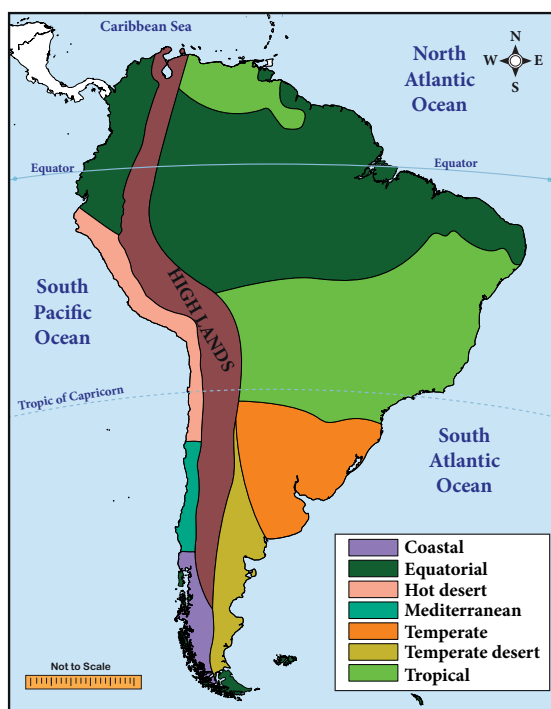 Caribbean Sea
North
Atlantic
Ocean
N
W E
S
Equator
Equator
South
Pacific
Ocean
HIGH LANDS
Tropic of Capricorn
South
Atlantic
Ocean
Coastal
Equatorial
Hot desert
Mediterranean
Temperate
Temperate desert
Tropical
Not to Scale